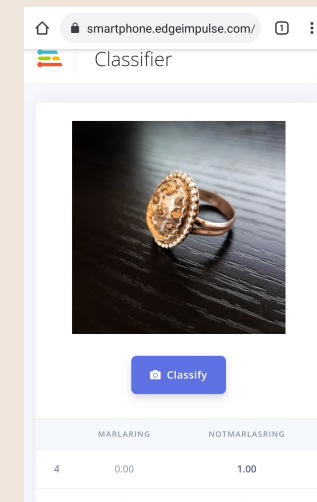 smartphone.edgeimpulse.com/ 1
Classifier
Classify
MARLARING NOTMARLASRING
4 0.00 1.00